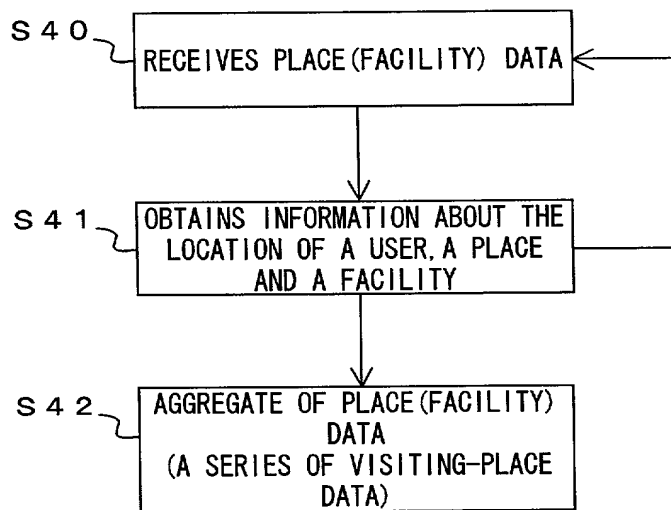 S40
RECEIVES PLACE(FACILITY) DATA
S41
OBTAINS INFORMATION ABOUT THE
LOCATION OF A USER, A PLACE
AND A FACILITY
S42
AGGREGATE OF PLACE(FACILITY)
DATA
(A SERIES OF VISITING-PLACE
DATA)